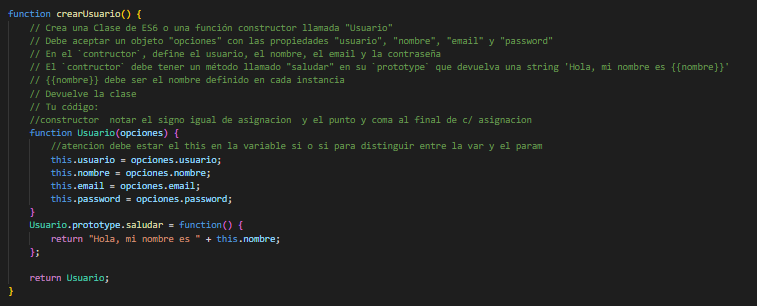 function crearUsuario() {
// Crea una Clase de ES6 o una función constructor llamada "Usuario"
// Debe aceptar un objeto "opciones" con las propiedades "usuario", "nombre", "email" y "password"
// En el `contructor`, define el usuario, el nombre, el email y la contraseña
// El `contructor` debe tener un método llamado "saludar" en su `prototype` que devuelva una string 'Hola, mi nombre es {{nombre}}'
// {{nombre}} debe ser el nombre definido en cada instancia
// Devuelve la clase
// Tu código:
//constructor  notar el signo igual de asignacion  y el punto y coma al final de c/ asignacion
function Usuario(opciones) {
//atencion debe estar el this en la variable si o si para distinguir entre la var y el param
this.usuario = opciones.usuario;
this.nombre = opciones.nombre;
this.email = opciones.email;
this.password = opciones.password;
}
Usuario.prototype.saludar = function() {
return "Hola, mi nombre es " + this.nombre;
};
return Usuario;
}